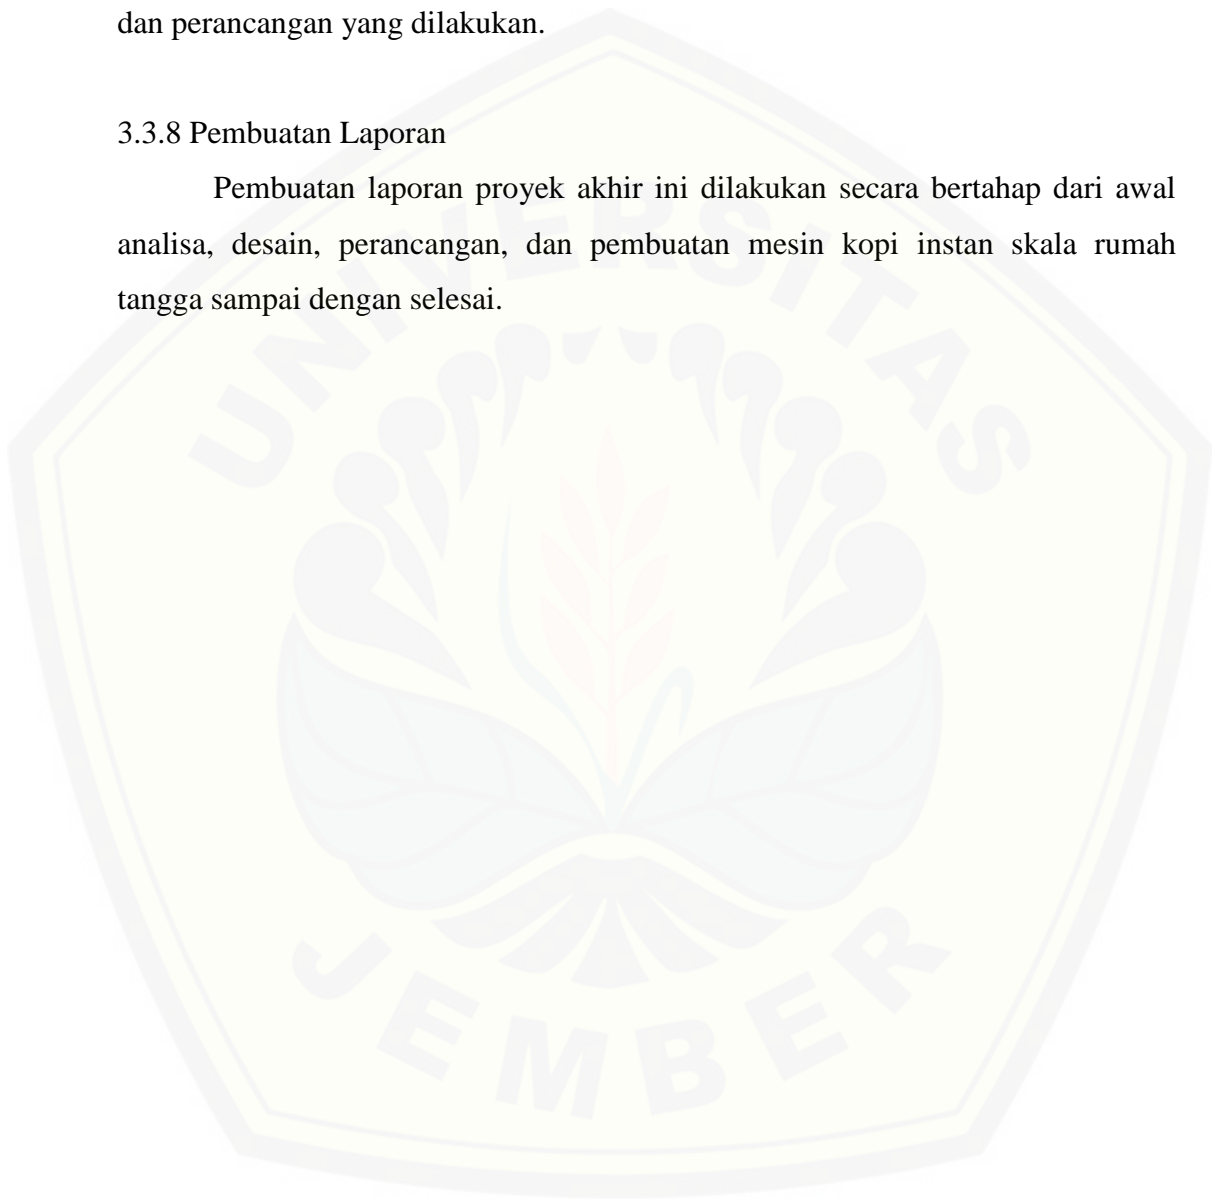 dan perancangan yang dilakukan.
3.3.8 Pembuatan Laporan
Pembuatan laporan proyek akhir ini dilakukan secara bertahap dari awal
analisa, desain, perancangan, dan pembuatan mesin kopi instan skala rumah
tangga sampai dengan selesai.
UNIVERSITAS
JEMBER